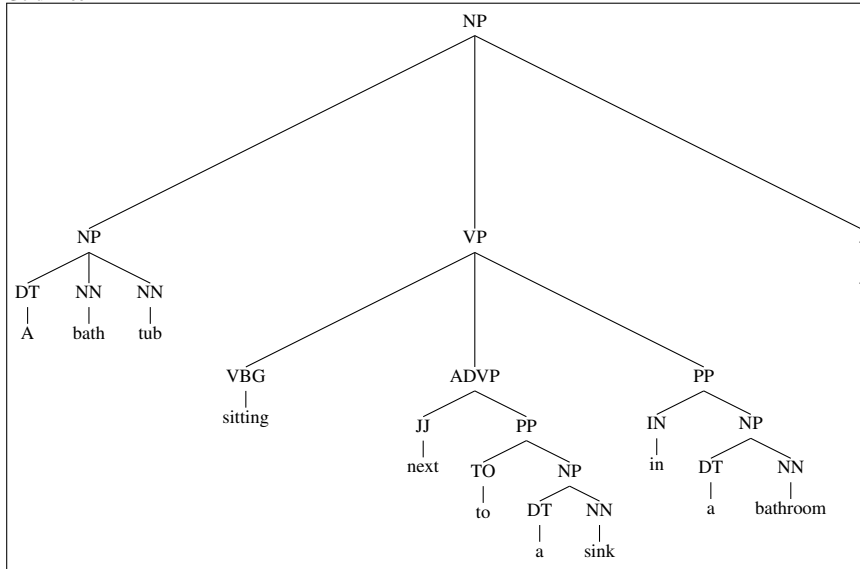 NP
NP VP
DT NN NN
A bath tub
VBG ADVP PP
sitting
JJ PP IN NP
next in
TO NP DT NN
to a bathroom
DT NN
a sink